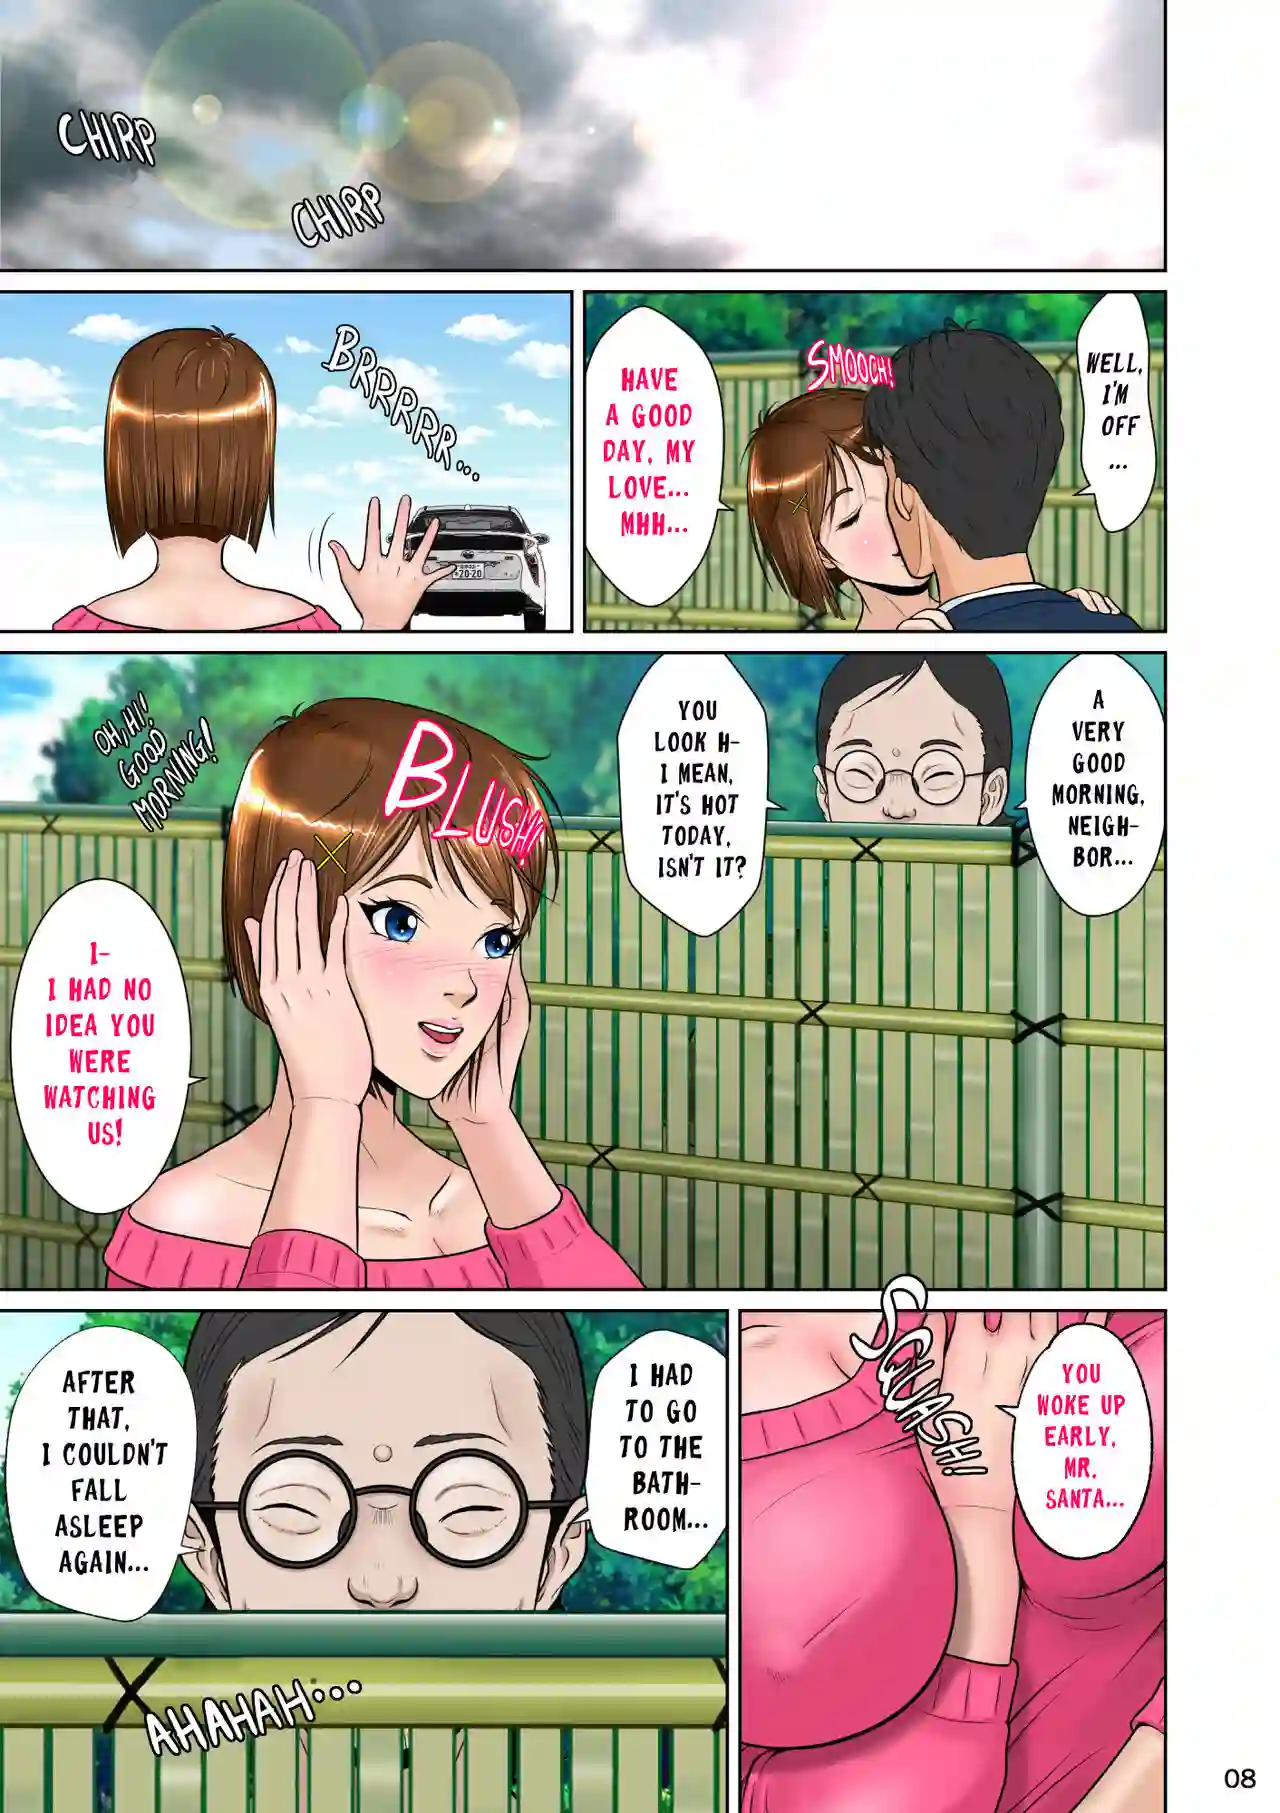 CHIRP
CHIRP
WELL,
I'M
OFF
...
SMOOCH!
HAVE
A GOOD
DAY, MY
LOVE...
MHH...
BRRRRR...
20-20
A
VERY
GOOD
MORNING,
NEIGH-
BOR...
YOU
LOOK H-
I MEAN,
IT'S HOT
TODAY,
ISN'T IT?
BLUSH!
OH, HI!
GOOD
MORNING!
I-
I HAD NO
IDEA YOU
WERE
WATCHING
US!
SQUASH!
YOU
WOKE UP
EARLY,
MR.
SANTA...
I HAD
TO GO
TO THE
BATH-
ROOM...
AFTER
THAT,
I COULDN'T
FALL
ASLEEP
AGAIN...
AHAHAH...
08